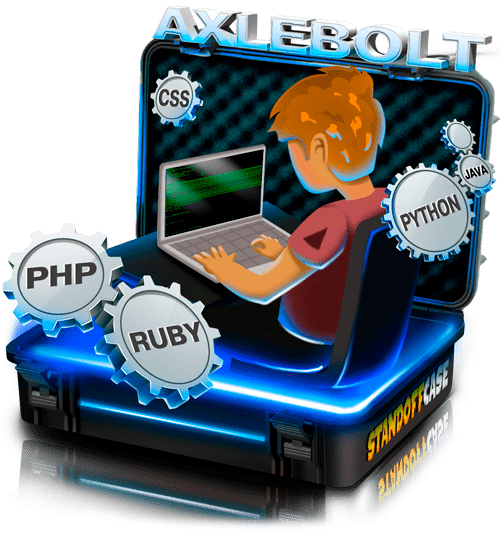 AXLEBOLT
CSS
JAVA
PYTHON
PHP
RUBY
STANDOFFCASE